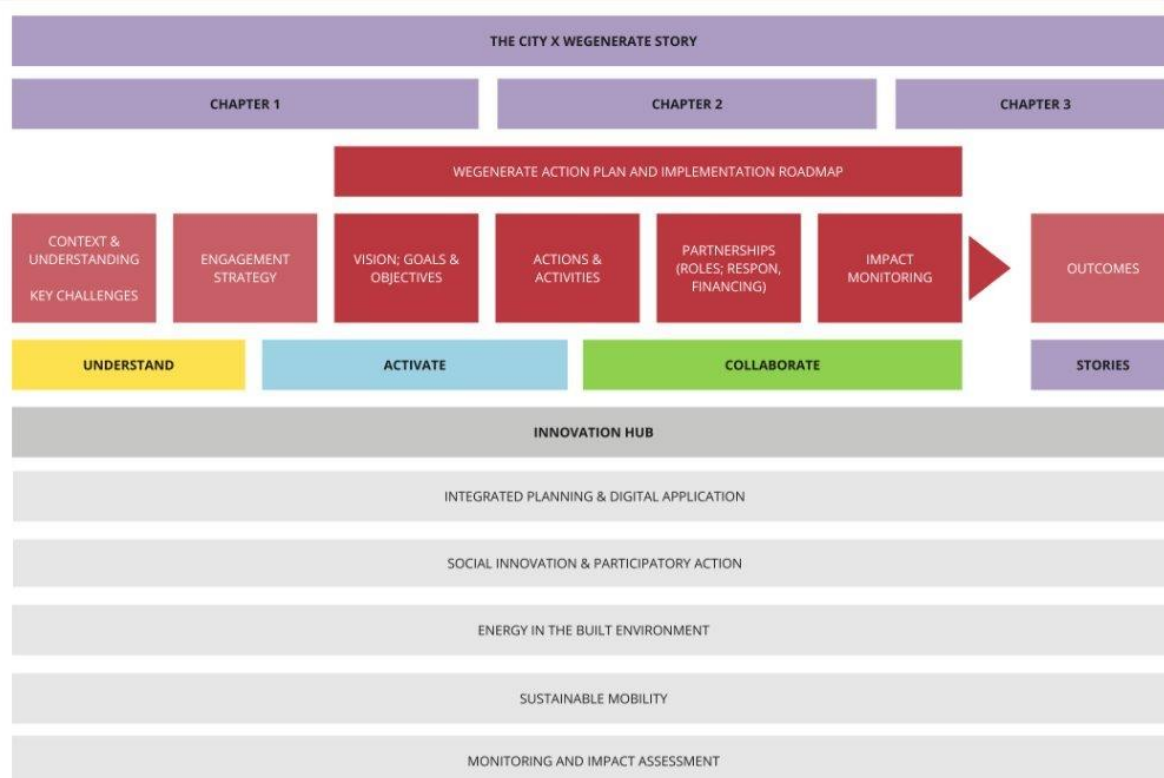 THE CITY X WEGENERATE STORY
CHAPTER 1
CHAPTER 2
CHAPTER 3
WEGENERATE ACTION PLAN AND IMPLEMENTATION ROADMAP
CONTEXT &
UNDERSTANDING
KEY CHALLENGES
ENGAGEMENT
STRATEGY
VISION; GOALS &
OBJECTIVES
ACTIONS &
ACTIVITIES
PARTNERSHIPS
(ROLES; RESPON,
FINANCING)
IMPACT
MONITORING
OUTCOMES
UNDERSTAND
ACTIVATE
COLLABORATE
STORIES
INNOVATION HUB
INTEGRATED PLANNING & DIGITAL APPLICATION
SOCIAL INNOVATION & PARTICIPATORY ACTION
ENERGY IN THE BUILT ENVIRONMENT
SUSTAINABLE MOBILITY
MONITORING AND IMPACT ASSESSMENT